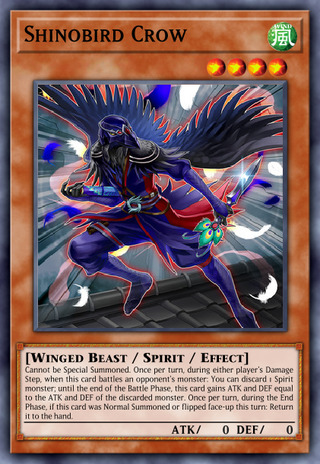 Shinobird Crow
WIND
風
[Winged Beast / Spirit / Effect]
Cannot be Special Summoned. Once per turn, during either player's Damage
Step, when this card battles an opponent's monster: You can discard 1 Spirit
monster; until the end of the Battle Phase, this card gains ATK and DEF equal
to the ATK and DEF of the discarded monster. Once per turn, during the End
Phase, if this card was Normal Summoned or flipped face-up this turn: Return
it to the hand.
ATK/ 0 DEF/ 0